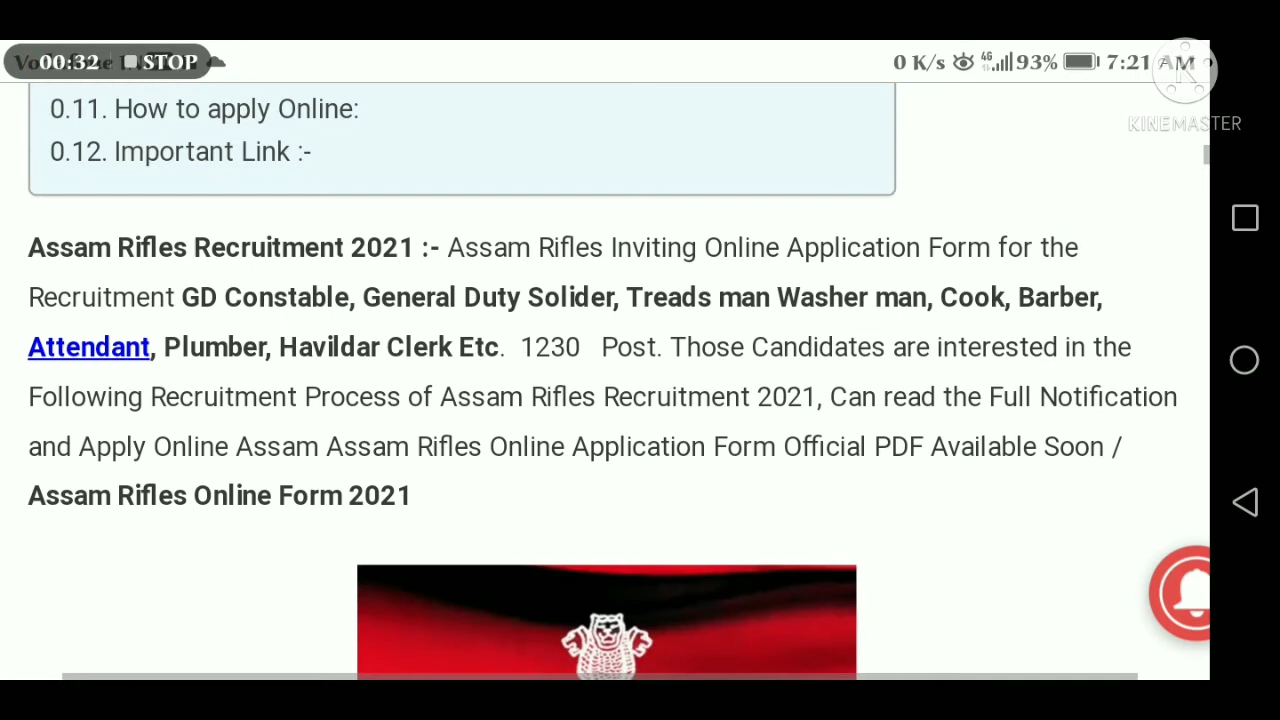 00:32 STOP 0 K/s 4G 93% 7:21 AM
KINEMASTER
0.11. How to apply Online:
0.12. Important Link :-
Assam Rifles Recruitment 2021 :- Assam Rifles Inviting Online Application Form for the
Recruitment GD Constable, General Duty Solider, Treads man Washer man, Cook, Barber,
Attendant, Plumber, Havildar Clerk Etc. 1230 Post. Those Candidates are interested in the
Following Recruitment Process of Assam Rifles Recruitment 2021, Can read the Full Notification
and Apply Online Assam Assam Rifles Online Application Form Official PDF Available Soon /
Assam Rifles Online Form 2021